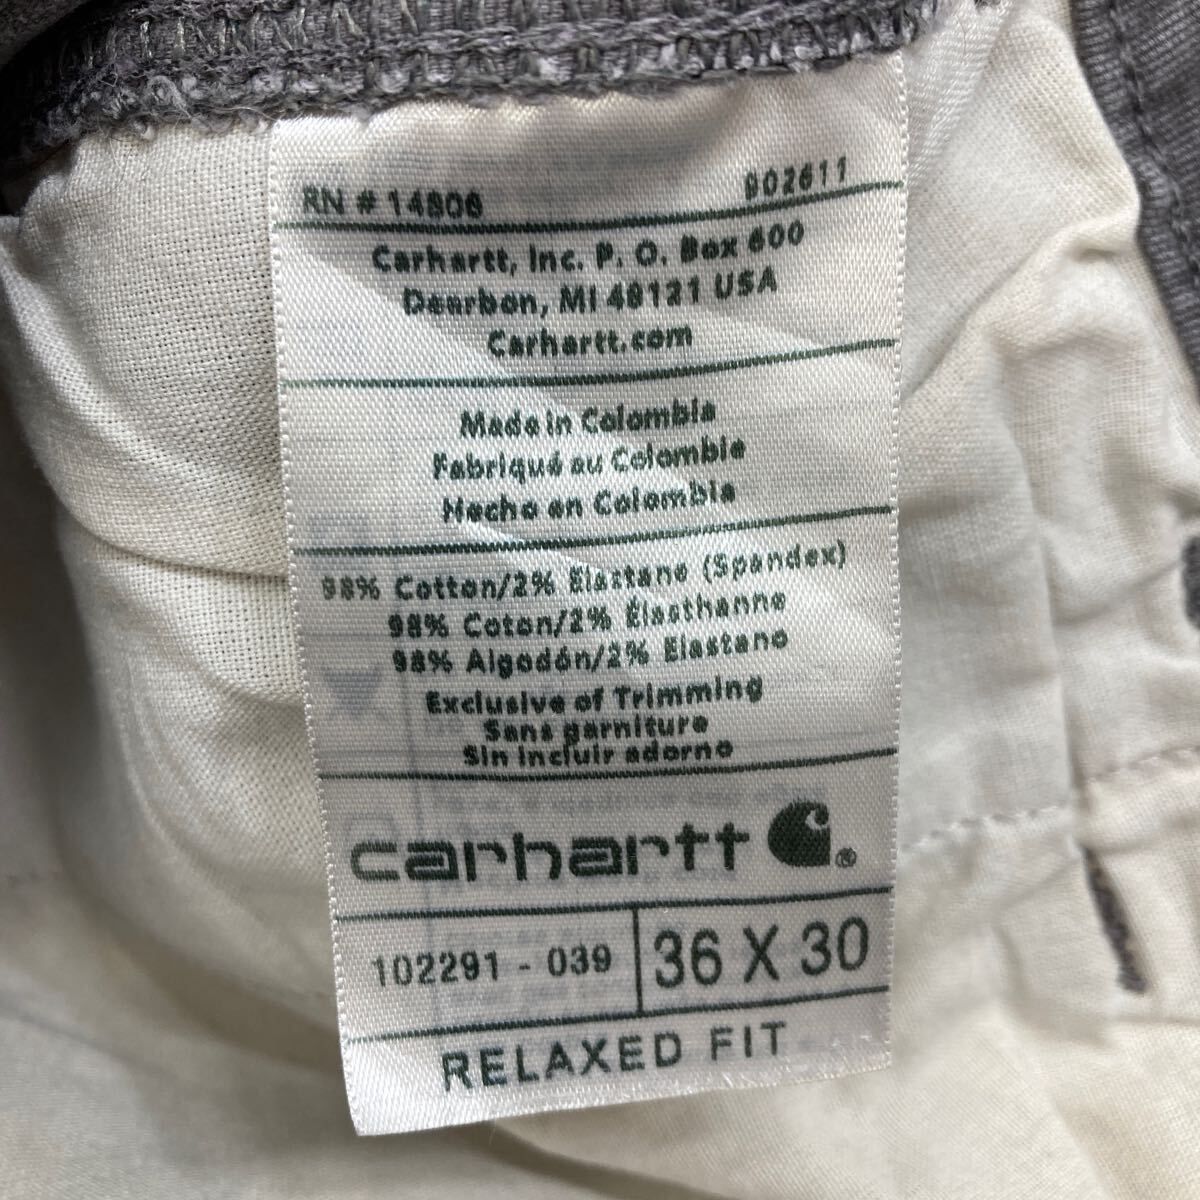 RN # 14806 902611
Carhartt, Inc. P. O. Box 600
Dearbon, MI 48121 USA
Carhartt.com
Made in Colombia
Fabriqué au Colombie
Hecho en Colombia
98% Cotton/2% Elastane (Spandex)
98% Coton/2% Élasthanne
98% Algodón/2% Elastano
Exclusive of Trimming
Sans garniture
Sin incluir adorno
carhartt ®
102291 - 039 36 X 30
RELAXED FIT